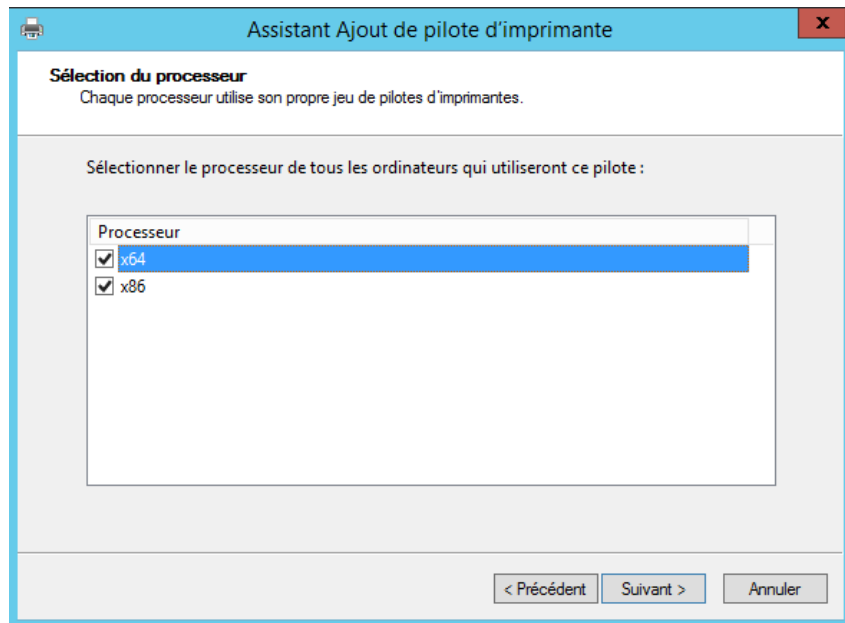 Assistant Ajout de pilote d'imprimante
x
Sélection du processeur
Chaque processeur utilise son propre jeu de pilotes d'imprimantes.
Sélectionner le processeur de tous les ordinateurs qui utiliseront ce pilote :
Processeur
x64
x86
< Précédent
Suivant >
Annuler